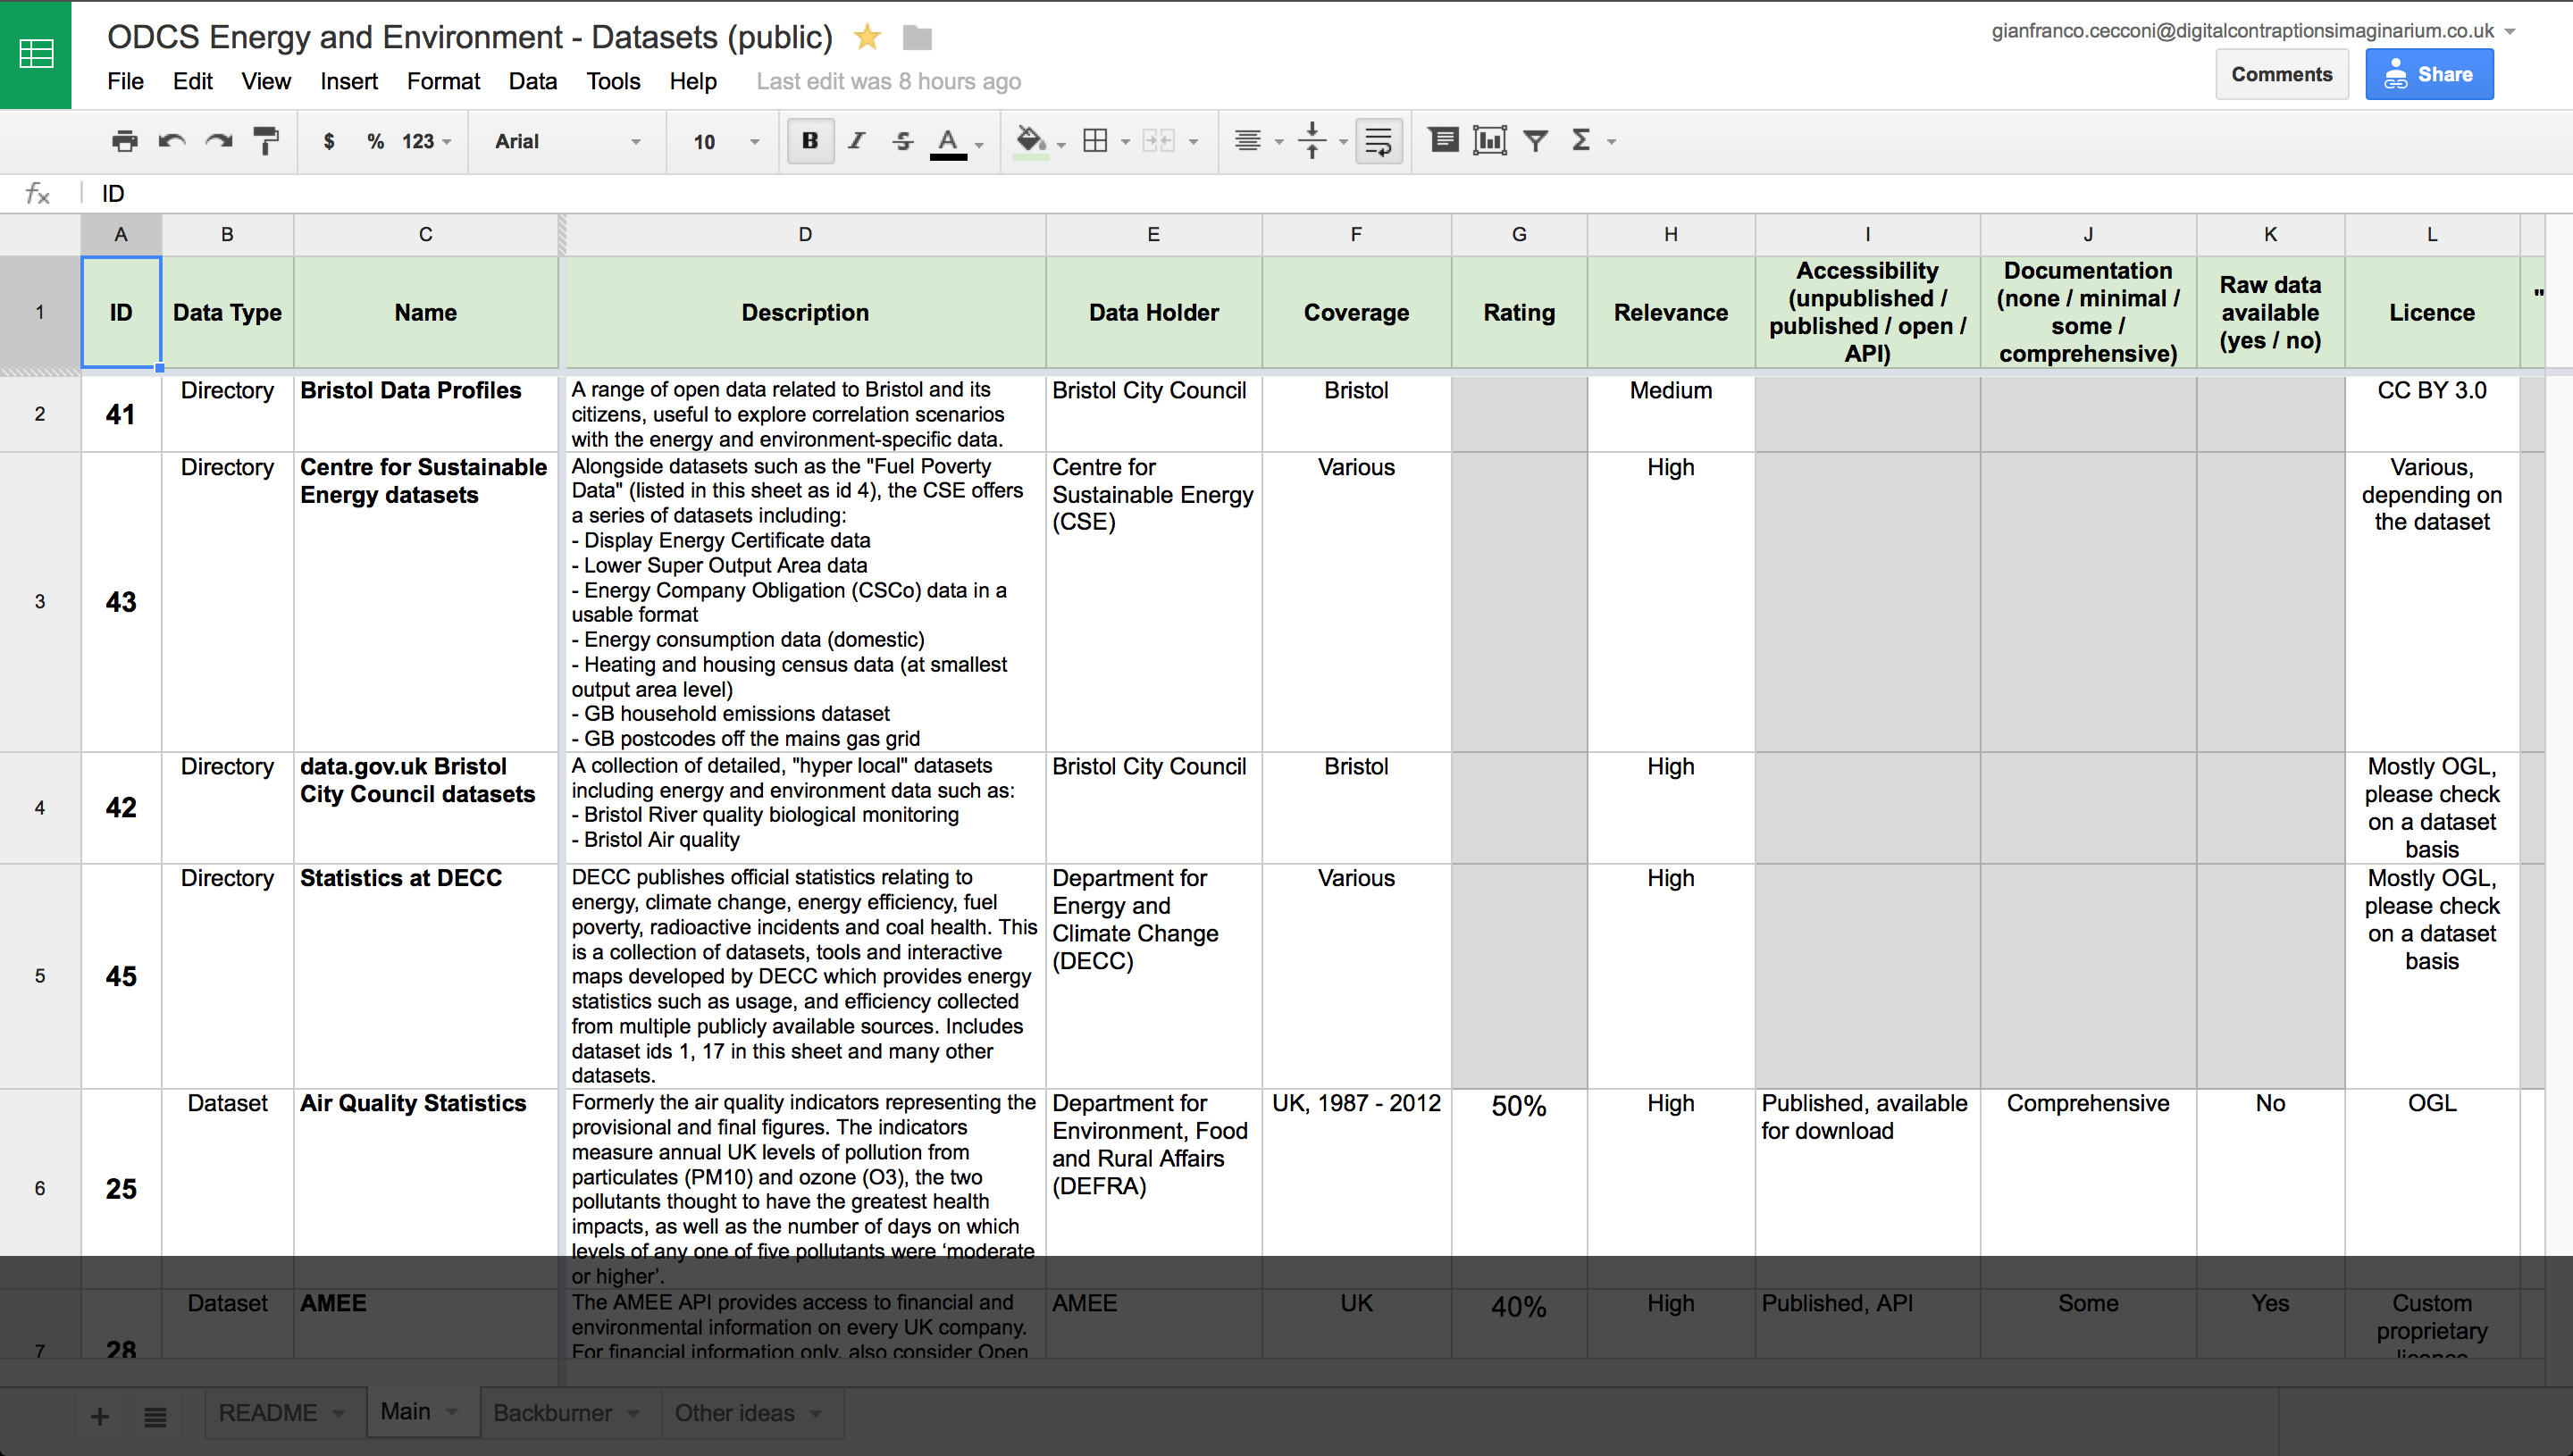 ODCS Energy and Environment - Datasets (public)
gianfranco.cecconi@digitalcontraptionsimaginarium.co.uk
File Edit View Insert Format Data Tools Help Last edit was 8 hours ago
Comments Share
$ % 123 Arial 10 B I S A Σ
fx ID
A B C D E F G H I J K L
1 ID Data Type Name Description Data Holder Coverage Rating Relevance
Accessibility
(unpublished /
published / open /
API)
Documentation
(none / minimal /
some /
comprehensive)
Raw data
available
(yes / no)
Licence
"
2 41 Directory Bristol Data Profiles
A range of open data related to Bristol and its
citizens, useful to explore correlation scenarios
with the energy and environment-specific data.
Bristol City Council Bristol Medium CC BY 3.0
3 43 Directory
Centre for Sustainable
Energy datasets
Alongside datasets such as the "Fuel Poverty
Data" (listed in this sheet as id 4), the CSE offers
a series of datasets including:
- Display Energy Certificate data
- Lower Super Output Area data
- Energy Company Obligation (CSCo) data in a
usable format
- Energy consumption data (domestic)
- Heating and housing census data (at smallest
output area level)
- GB household emissions dataset
- GB postcodes off the mains gas grid
Centre for
Sustainable Energy
(CSE)
Various High
Various,
depending on
the dataset
4 42 Directory
data.gov.uk Bristol
City Council datasets
A collection of detailed, "hyper local" datasets
including energy and environment data such as:
- Bristol River quality biological monitoring
- Bristol Air quality
Bristol City Council Bristol High
Mostly OGL,
please check
on a dataset
basis
5 45 Directory Statistics at DECC
DECC publishes official statistics relating to
energy, climate change, energy efficiency, fuel
poverty, radioactive incidents and coal health. This
is a collection of datasets, tools and interactive
maps developed by DECC which provides energy
statistics such as usage, and efficiency collected
from multiple publicly available sources. Includes
dataset ids 1, 17 in this sheet and many other
datasets.
Department for
Energy and
Climate Change
(DECC)
Various High
Mostly OGL,
please check
on a dataset
basis
6 25 Dataset Air Quality Statistics
Formerly the air quality indicators representing the
provisional and final figures. The indicators
measure annual UK levels of pollution from
particulates (PM10) and ozone (O3), the two
pollutants thought to have the greatest health
impacts, as well as the number of days on which
levels of any one of five pollutants were ‘moderate
or higher’.
Department for
Environment, Food
and Rural Affairs
(DEFRA)
UK, 1987 - 2012 50% High
Published, available
for download
Comprehensive No OGL
7 28 Dataset AMEE
The AMEE API provides access to financial and
environmental information on every UK company.
For financial information only, also consider Open
AMEE UK 40% High Published, API Some Yes
Custom
proprietary
licence
+ README Main Backburner Other ideas